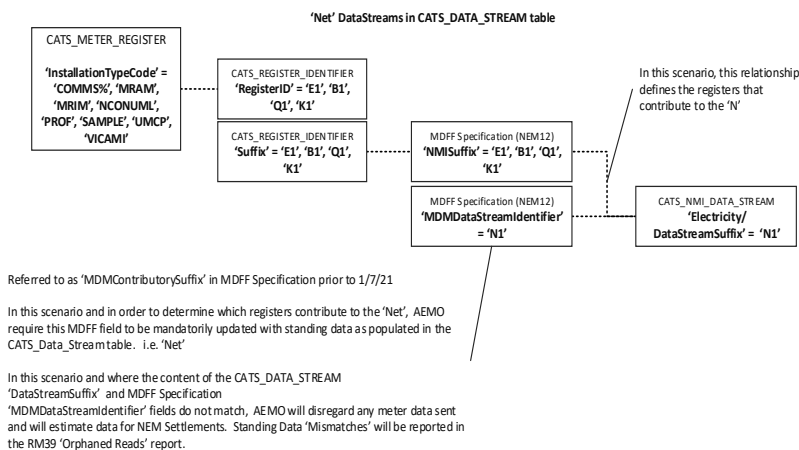 'Net' DataStreams in CATS_DATA_STREAM table
CATS_METER_REGISTER
'InstallationTypeCode' =
'COMMS%', 'MRAM',
'MRIM', 'NCONUML',
'PROF', 'SAMPLE', 'UMCP',
'VICAMI'
CATS_REGISTER_IDENTIFIER
'RegisterID' = 'E1', 'B1',
'Q1', 'K1'
CATS_REGISTER_IDENTIFIER
'Suffix' = 'E1', 'B1', 'Q1',
'K1'
MDFF Specification (NEM12)
'NMISuffix' = 'E1', 'B1', 'Q1',
'K1'
MDFF Specification (NEM12)
'MDMDataStreamIdentifier'
= 'N1'
In this scenario, this relationship
defines the registers that
contribute to the 'N'
CATS_NMI_DATA_STREAM
'Electricity/
DataStreamSuffix' = 'N1'
Referred to as 'MDMContributorySuffix' in MDFF Specification prior to 1/7/21
In this scenario and in order to determine which registers contribute to the 'Net', AEMO
require this MDFF field to be mandatorily updated with standing data as populated in the
CATS_Data_Stream table. i.e. 'Net'
In this scenario and where the content of the CATS_DATA_STREAM
'DataStreamSuffix' and MDFF Specification
'MDMDataStreamIdentifier' fields do not match, AEMO will disregard any meter data sent
and will estimate data for NEM Settlements. Standing Data 'Mismatches' will be reported in
the RM39 'Orphaned Reads' report.